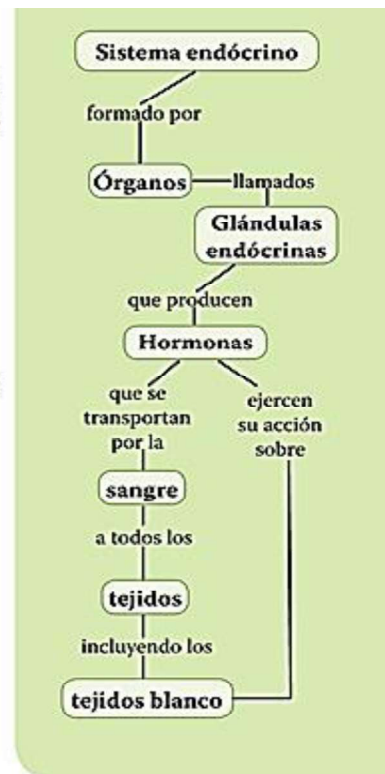 Sistema endócrino
formado por
Órganos
llamados
Glándulas
endócrinas
que producen
Hormonas
que se
transportan
por la
ejercen
su acción
sobre
sangre
a todos los
tejidos
incluyendo los
tejidos blanco